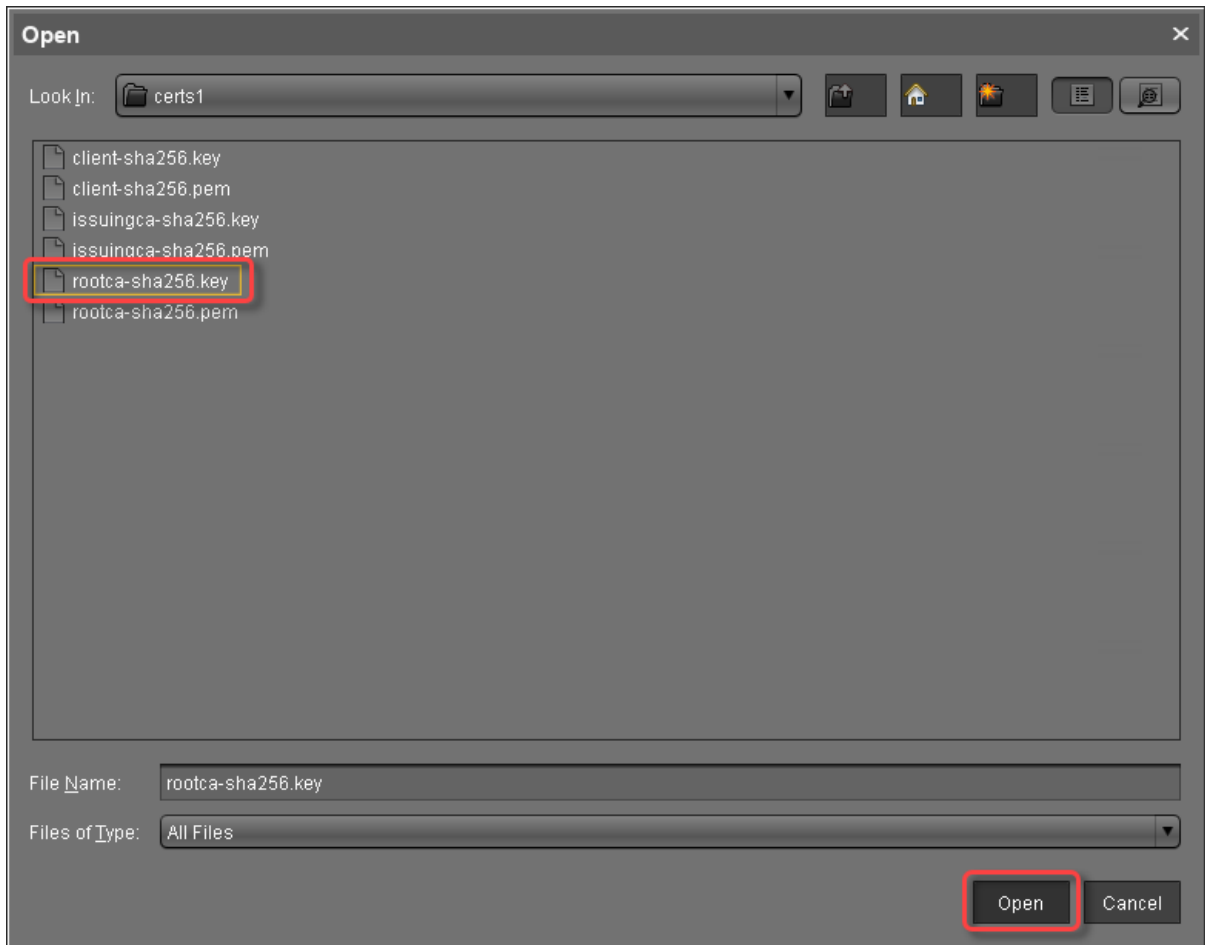 Open
Look In: certs1
client-sha256.key
client-sha256.pem
issuingca-sha256.key
issuingca-sha256.pem
rootca-sha256.key
rootca-sha256.pem
File Name: rootca-sha256.key
Files of Type: All Files
Open Cancel